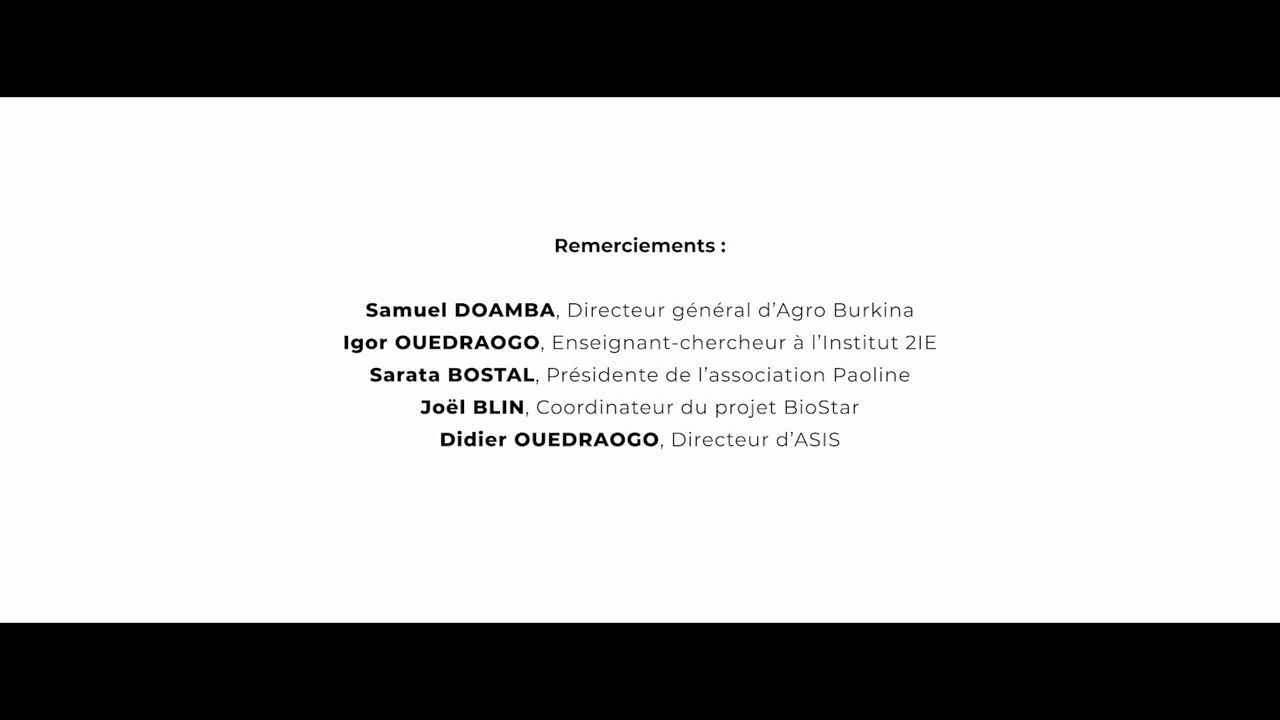 Remerciements :
Samuel DOAMBA, Directeur général d’Agro Burkina
Igor OUEDRAOGO, Enseignant-chercheur à l’Institut 2IE
Sarata BOSTAL, Présidente de l’association Paoline
Joël BLIN, Coordinateur du projet BioStar
Didier OUEDRAOGO, Directeur d’ASIS